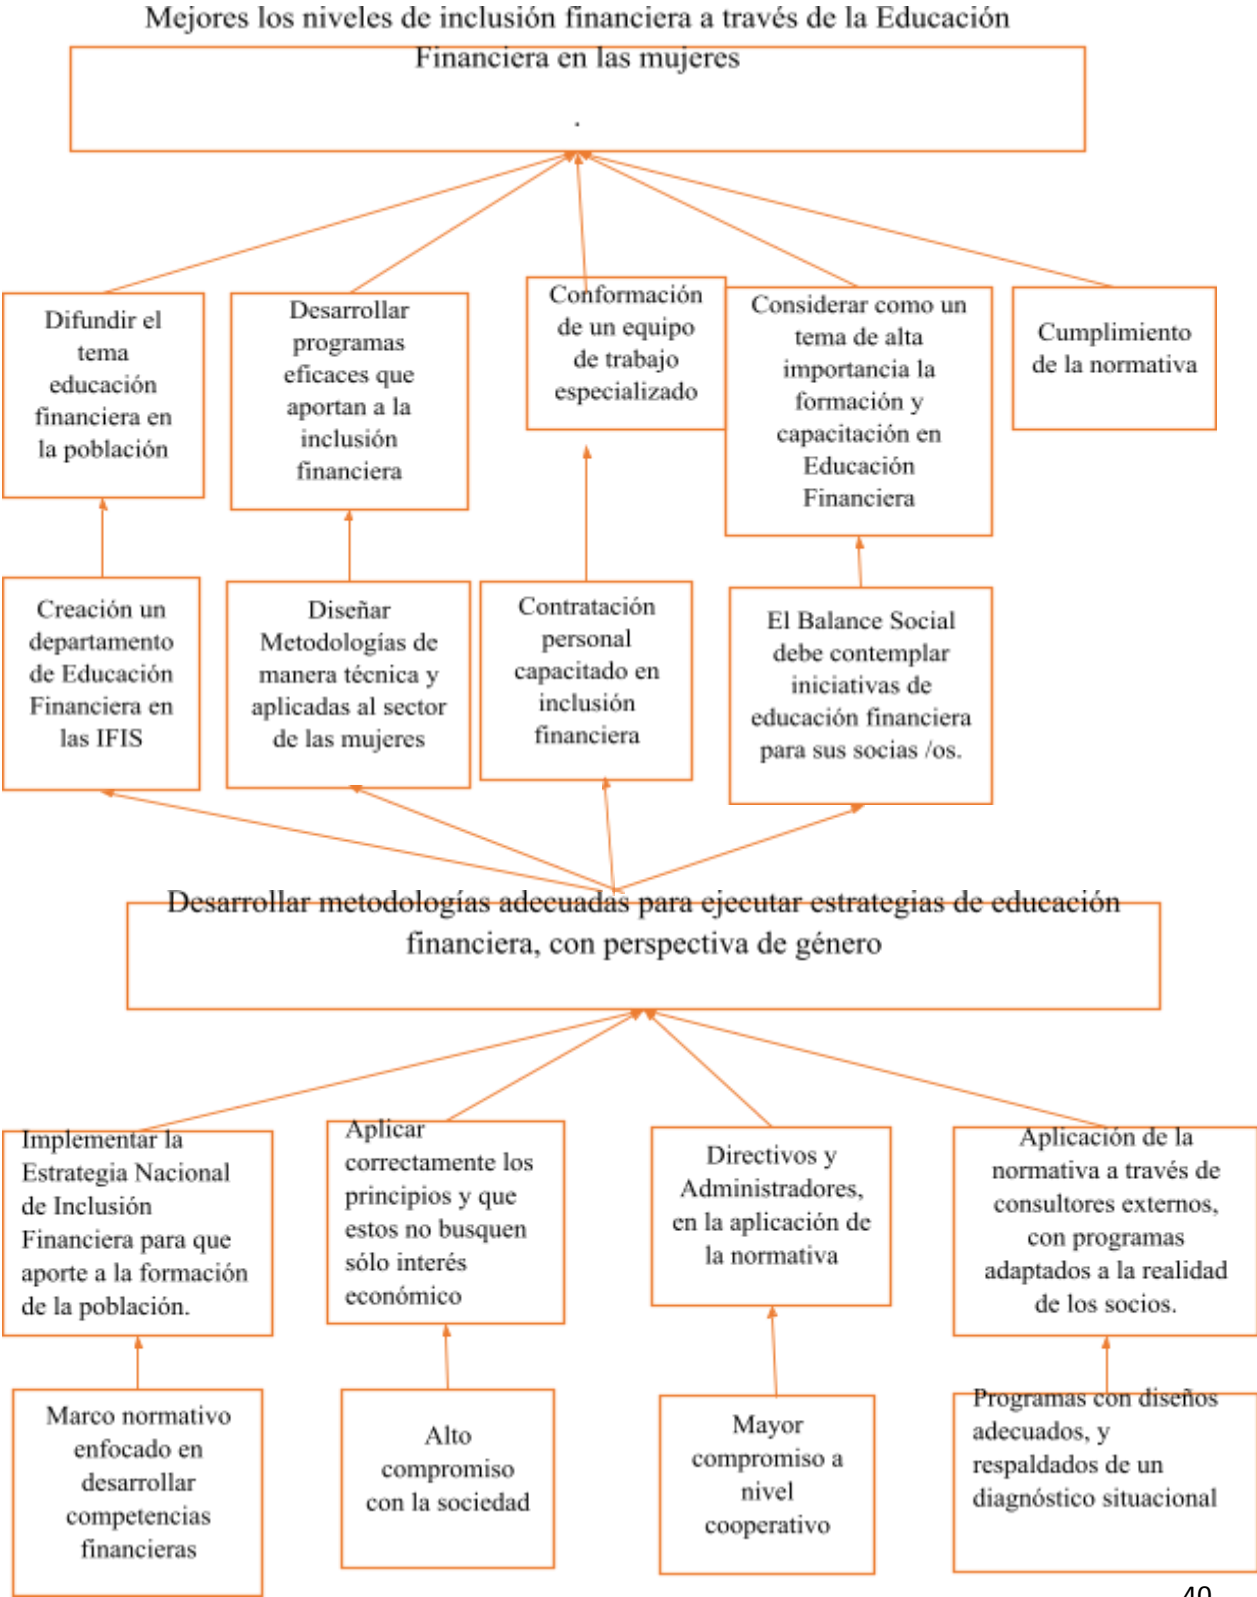 Mejores los niveles de inclusión financiera a través de la Educación
Financiera en las mujeres
.
Difundir el
tema
educación
financiera en
la población
Desarrollar
programas
eficaces que
aportan a la
inclusión
financiera
Conformación
de un equipo
de trabajo
especializado
Considerar como un
tema de alta
importancia la
formación y
capacitación en
Educación
Financiera
Cumplimiento
de la normativa
Creación un
departamento
de Educación
Financiera en
las IFIS
Diseñar
Metodologías de
manera técnica y
aplicadas al sector
de las mujeres
Contratación
personal
capacitado en
inclusión
financiera
El Balance Social
debe contemplar
iniciativas de
educación financiera
para sus socias /os.
Desarrollar metodologías adecuadas para ejecutar estrategias de educación
financiera, con perspectiva de género
Implementar la
Estrategia Nacional
de Inclusión
Financiera para que
aporte a la formación
de la población.
Aplicar
correctamente los
principios y que
estos no busquen
sólo interés
económico
Directivos y
Administradores,
en la aplicación de
la normativa
Aplicación de la
normativa a través de
consultores externos,
con programas
adaptados a la realidad
de los socios.
Marco normativo
enfocado en
desarrollar
competencias
financieras
Alto
compromiso
con la sociedad
Mayor
compromiso a
nivel
cooperativo
Programas con diseños
adecuados, y
respaldados de un
diagnóstico situacional